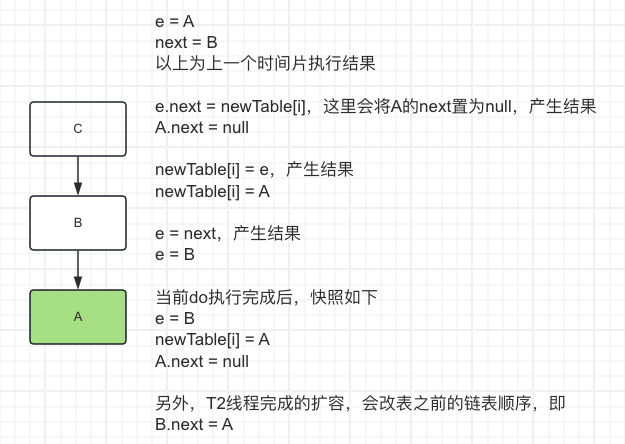 e = A
next = B
以上为上一个时间片执行结果
e.next = newTable[i]，这里会将A的next置为null，产生结果
A.next = null
newTable[i] = e，产生结果
newTable[i] = A
e = next，产生结果
e = B
当前do执行完成后，快照如下
e = B
newTable[i] = A
A.next = null
另外，T2线程完成的扩容，会改表之前的链表顺序，即
B.next = A
C
B
A